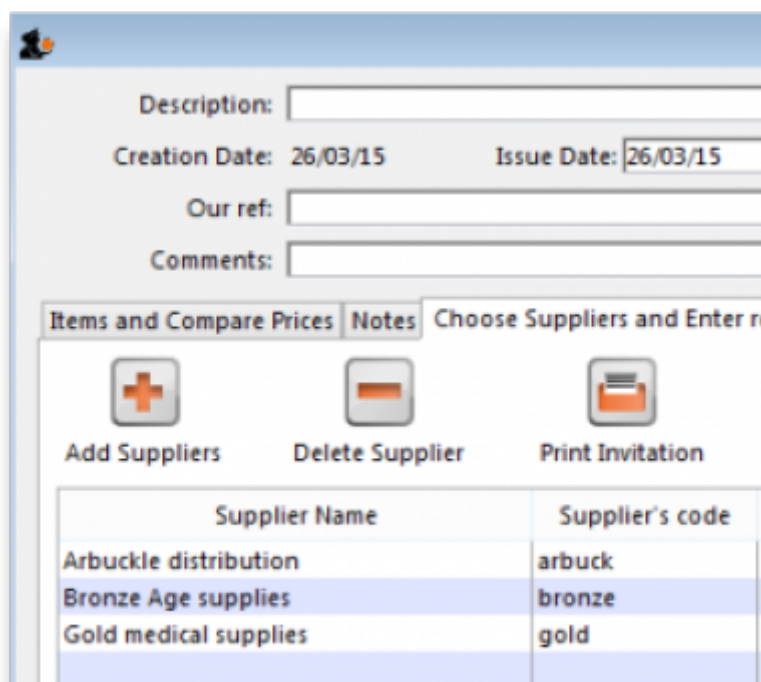 Description:
Creation Date: 26/03/15 Issue Date: 26/03/15
Our ref:
Comments:
Items and Compare Prices Notes Choose Suppliers and Enter
Add Suppliers Delete Supplier Print Invitation
Supplier Name Supplier's code
Arbuckle distribution arbuck
Bronze Age supplies bronze
Gold medical supplies gold